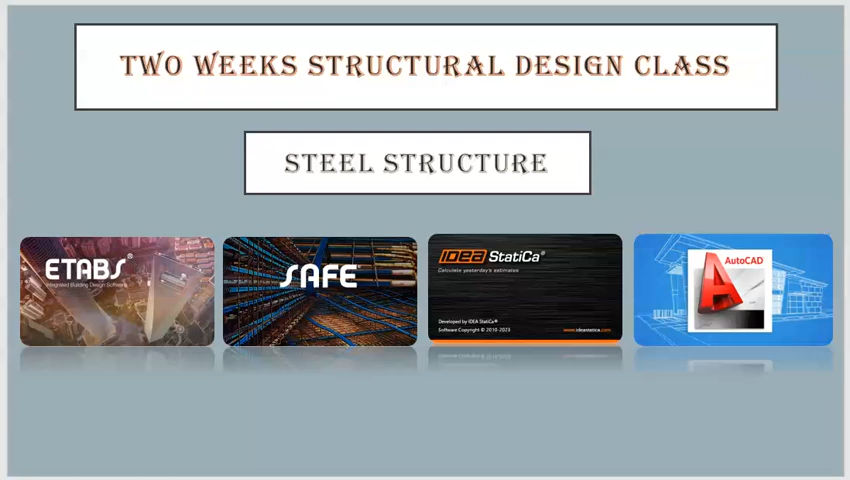 TWO WEEKS STRUCTURAL DESIGN CLASS
STEEL STRUCTURE
ETABS®
Integrated Building Design Software
SAFE
IDEA StatiCa®
Calculate yesterday's estimates
Developed by IDEA StatiCa®
Software Copyright © 2010-2023
www.ideastatica.com
AutoCAD